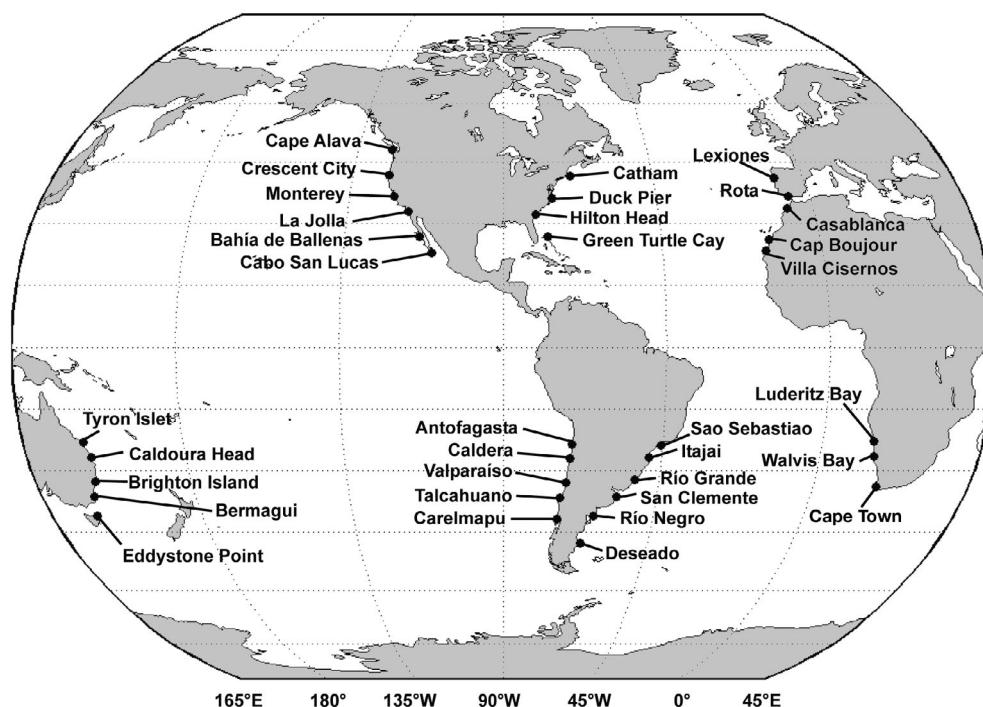 Cape Alava
Crescent City
Monterey
La Jolla
Bahía de Ballenas
Cabo San Lucas
Catham
Duck Pier
Hilton Head
Green Turtle Cay
Lexiones
Rota
Casablanca
Cap Boujour
Villa Cisernos
Tyron Islet
Caldoura Head
Brighton Island
Bermagui
Eddystone Point
Antofagasta
Caldera
Valparaíso
Talcahuano
Carelmapu
Sao Sebastiao
Itajai
Río Grande
San Clemente
Río Negro
Deseado
Luderitz Bay
Walvis Bay
Cape Town
165°E 180° 135°W 90°W 45°W 0° 45°E